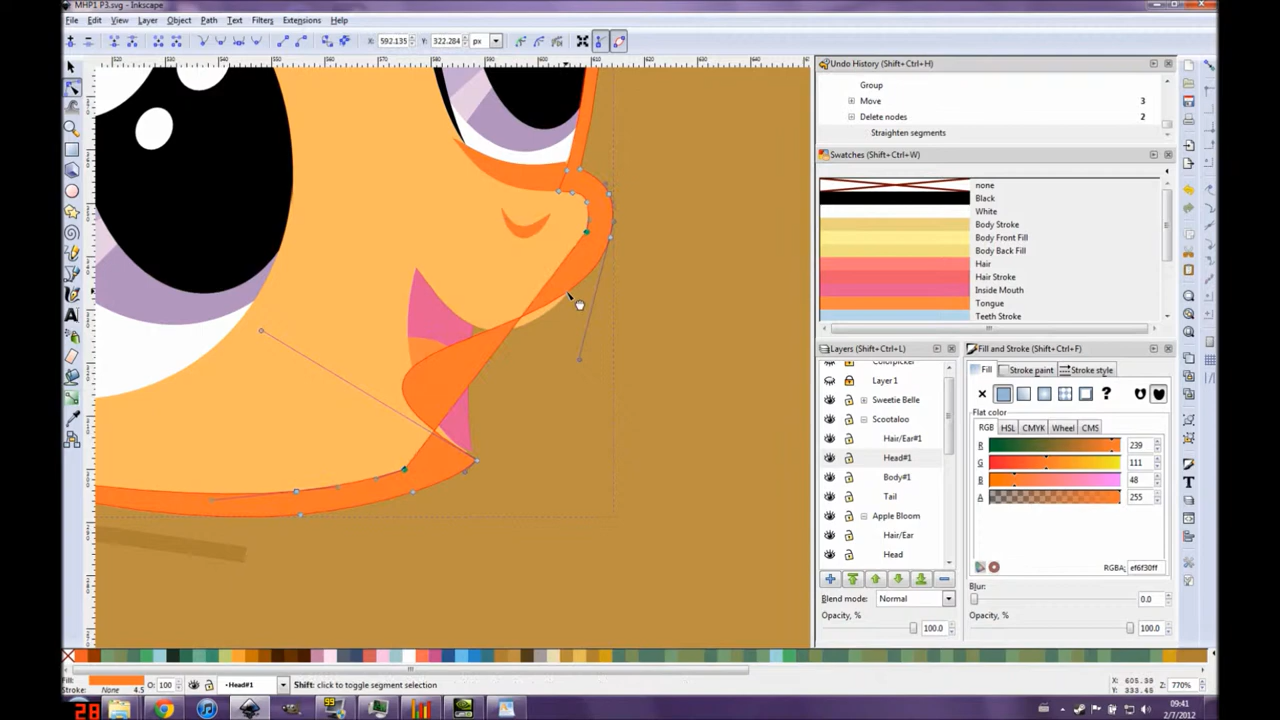 MHP1 P3.svg - Inkscape
File Edit View Layer Object Path Text Filters Extensions Help
X: 592.135 Y: 322.284 px
Undo History (Shift+Ctrl+H)
Group
Move 3
Delete nodes 2
Straighten segments
Swatches (Shift+Ctrl+W)
none
Black
White
Body Stroke
Body Front Fill
Body Back Fill
Hair
Hair Stroke
Inside Mouth
Tongue
Teeth Stroke
Layers (Shift+Ctrl+L)
Colorpicker
Layer 1
Sweetie Belle
Scootaloo
Hair/Ear#1
Head#1
Body#1
Tail
Apple Bloom
Hair/Ear
Head
Blend mode: Normal
Opacity, %
100.0
Fill and Stroke (Shift+Ctrl+F)
Fill Stroke paint Stroke style
?
Flat color
RGB HSL CMYK Wheel CMS
R 239
G 111
B 48
A 255
RGBA: ef6f30ff
Blur:
0.0
Opacity, %
100.0
Fill:
Stroke: None 4.5
O: 100
•Head#1
Shift: click to toggle segment selection
X: 605.39
Y: 333.45
Z: 770%
28
99
09:41
2/7/2012